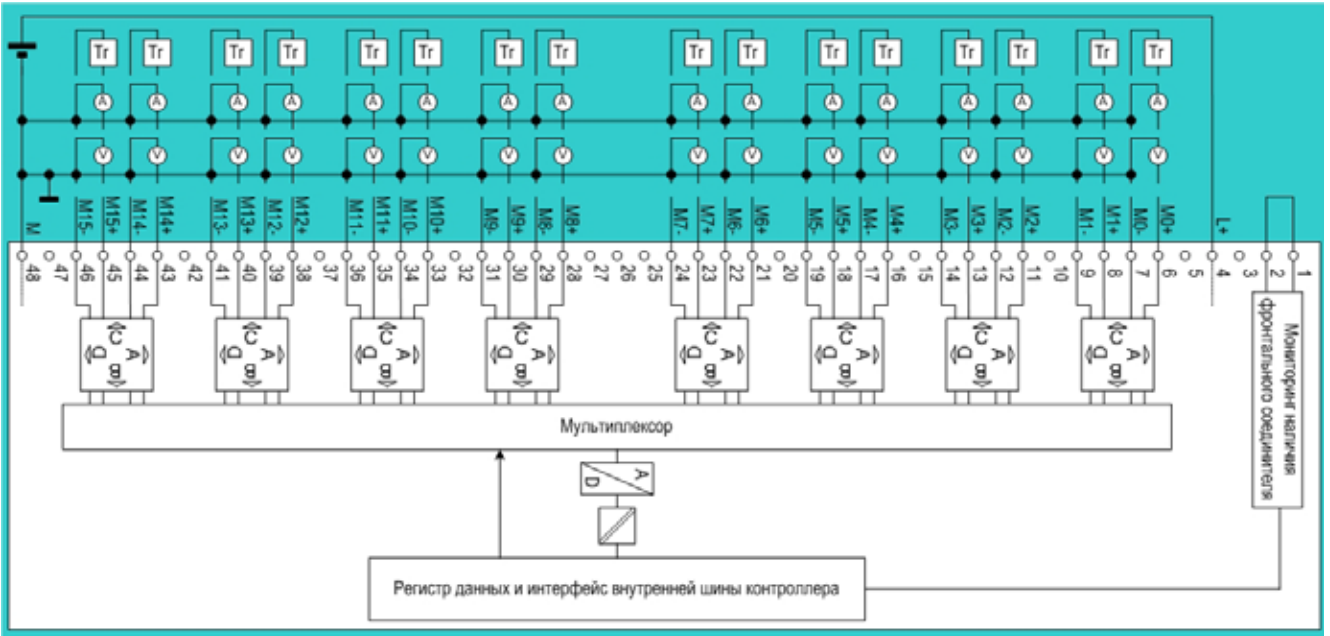 Tr Tr Tr Tr Tr Tr Tr Tr Tr Tr Tr Tr Tr Tr Tr Tr
A A A A A A A A A A A A A A A A
V V V V V V V V V V V V V V V V
M M15- M15+ M14- M14+ M13- M13+ M12- M12+ M11- M11+ M10- M10+ M9- M9+ M8- M8+ M7- M7+ M6- M6+ M5- M5+ M4- M4+ M3- M3+ M2- M2+ M1- M1+ M0- M0+ L+
48 47 46 45 44 43 42 41 40 39 38 37 36 35 34 33 32 31 30 29 28 27 26 25 24 23 22 21 20 19 18 17 16 15 14 13 12 11 10 9 8 7 6 5 4 3 2 1
C A C A C A C A C A C A C A C A
D B D B D B D B D B D B D B D B
Мониторинг наличия
фронтального соединителя
Мультиплексор
A
D
Регистр данных и интерфейс внутренней шины контроллера